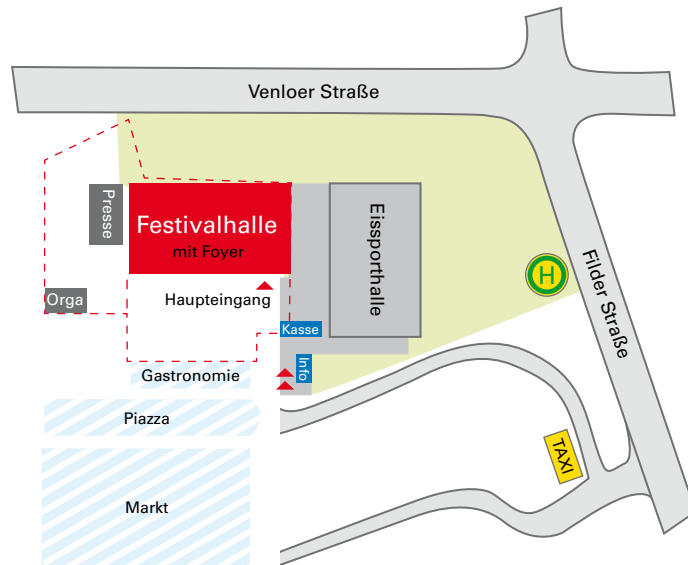 Venloer Straße
Presse
Festivalhalle
mit Foyer
Eissporthalle
Filder Straße
H
Orga
Haupteingang
Kasse
Info
Gastronomie
Piazza
TAXI
Markt